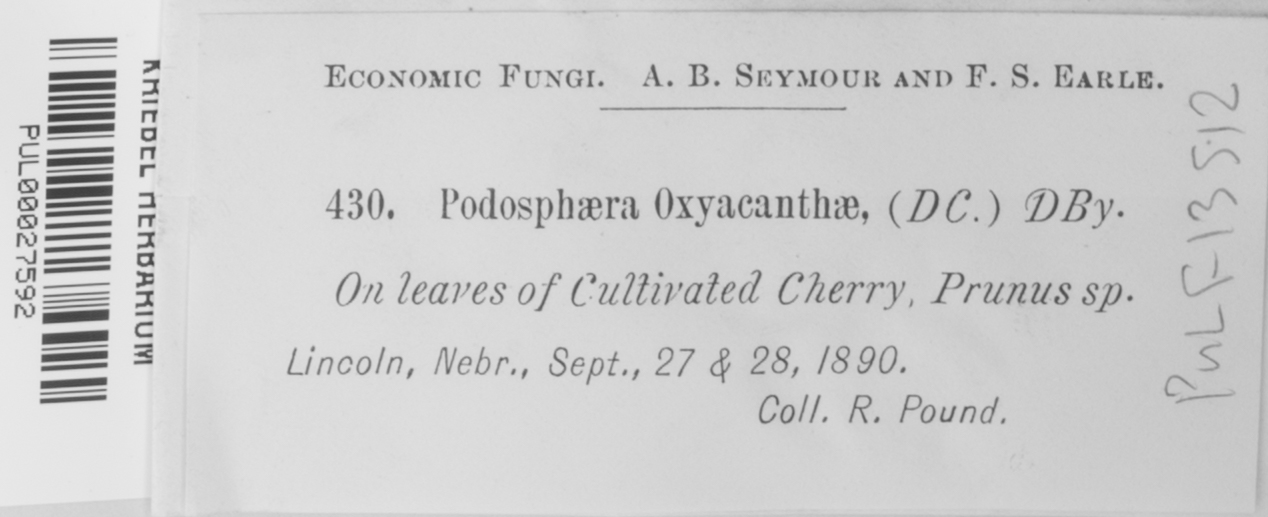 ECONOMIC FUNGI. A. B. SEYMOUR AND F. S. EARLE.
430. Podosphæra Oxyacanthæ, (DC.) DBy.
On leaves of Cultivated Cherry, Prunus sp.
Lincoln, Nebr., Sept., 27 & 28, 1890.
Coll. R. Pound.
PUL F13512
KRIEBEL HERBARIUM
PUL00027592